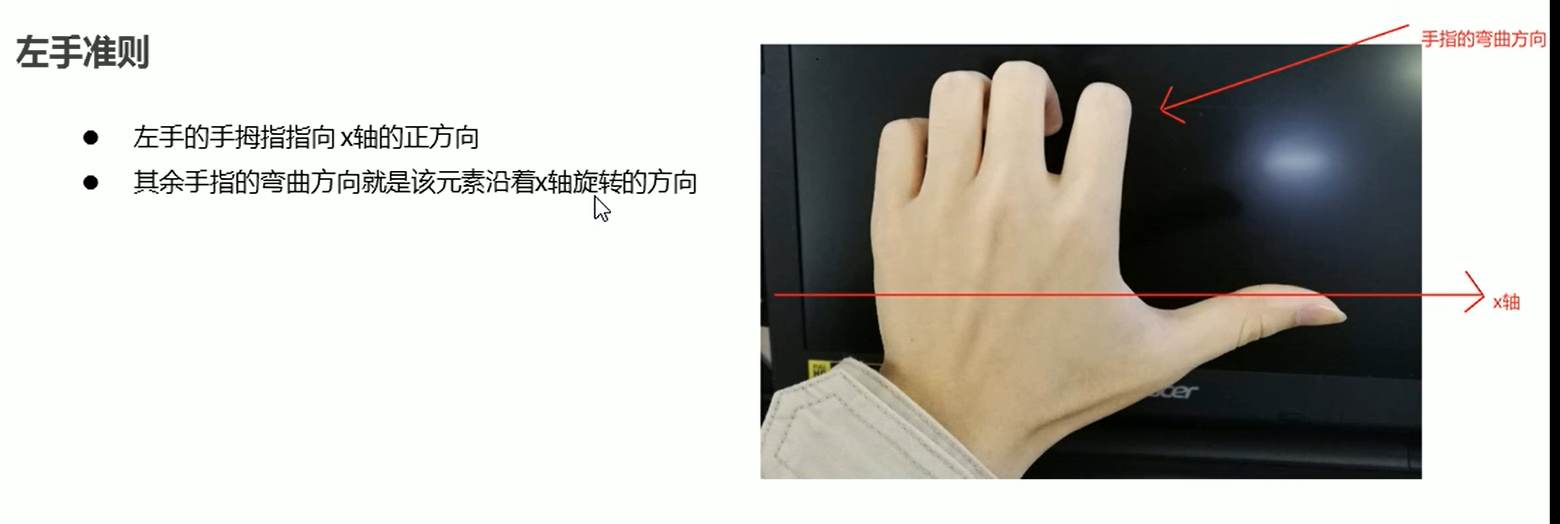 左手准则
手指的弯曲方向
左手的手拇指指向 x轴的正方向
其余手指的弯曲方向就是该元素沿着x轴旋转的方向
x轴
acer